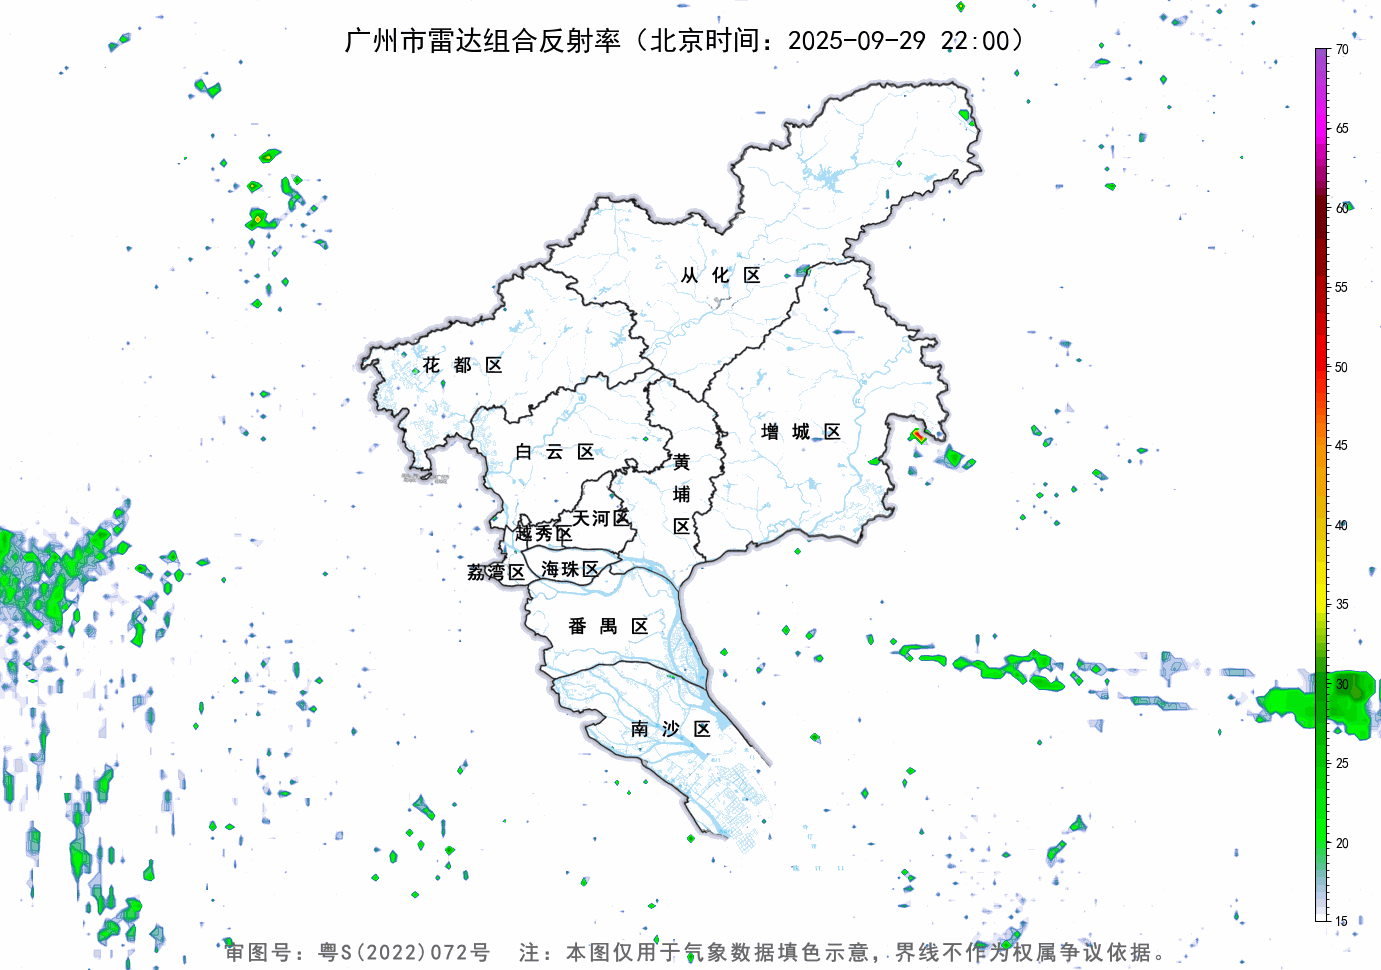 广州市雷达组合反射率（北京时间：2025-09-29 22:00）
70
65
60
55
50
45
40
35
30
25
20
15
从化区
花都区
增城区
白云区
黄埔区
天河区
越秀区
海珠区
荔湾区
番禺区
南沙区
审图号：粤S(2022)072号 注：本图仅用于气象数据填色示意，界线不作为权属争议依据。